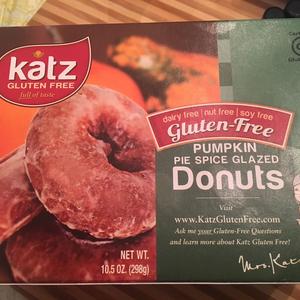 katz
GLUTEN FREE
full of taste
dairy free | nut free | soy free
Gluten-Free
PUMPKIN
PIE SPICE GLAZED
Donuts
Visit
www.KatzGlutenFree.com
Ask me your Gluten-Free Questions
and learn more about Katz Gluten Free!
NET WT.
10.5 OZ. (298g)
Mrs. Katz